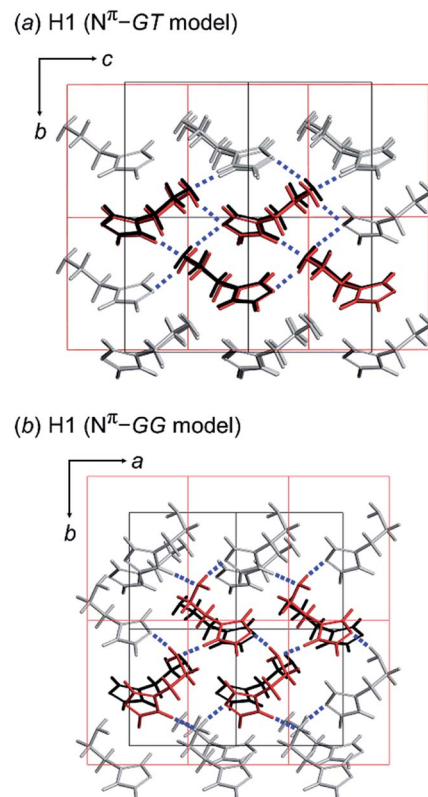 (a) H1 (Nπ–GT model)
c
b
(b) H1 (Nπ–GG model)
a
b